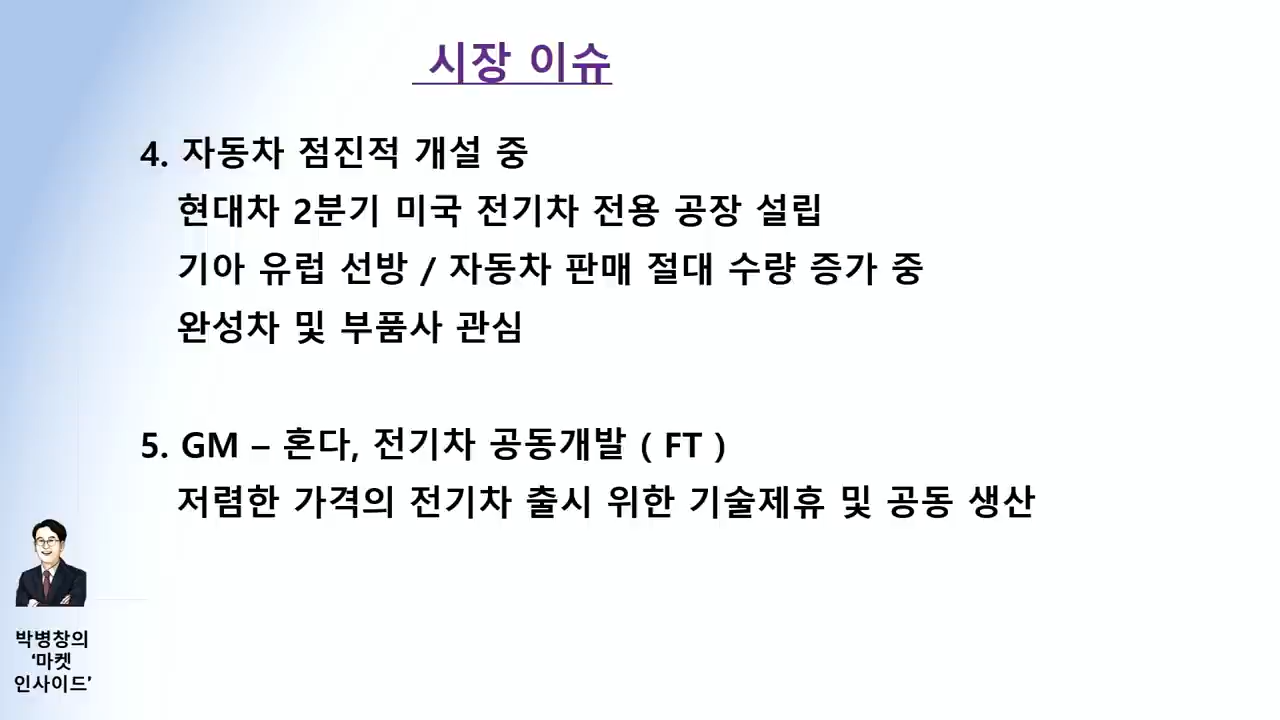 시장 이슈
4. 자동차 점진적 개설 중
현대차 2분기 미국 전기차 전용 공장 설립
기아 유럽 선방 / 자동차 판매 절대 수량 증가 중
완성차 및 부품사 관심
5. GM – 혼다, 전기차 공동개발 ( FT )
저렴한 가격의 전기차 출시 위한 기술제휴 및 공동 생산
박병창의
‘마켓
인사이드’